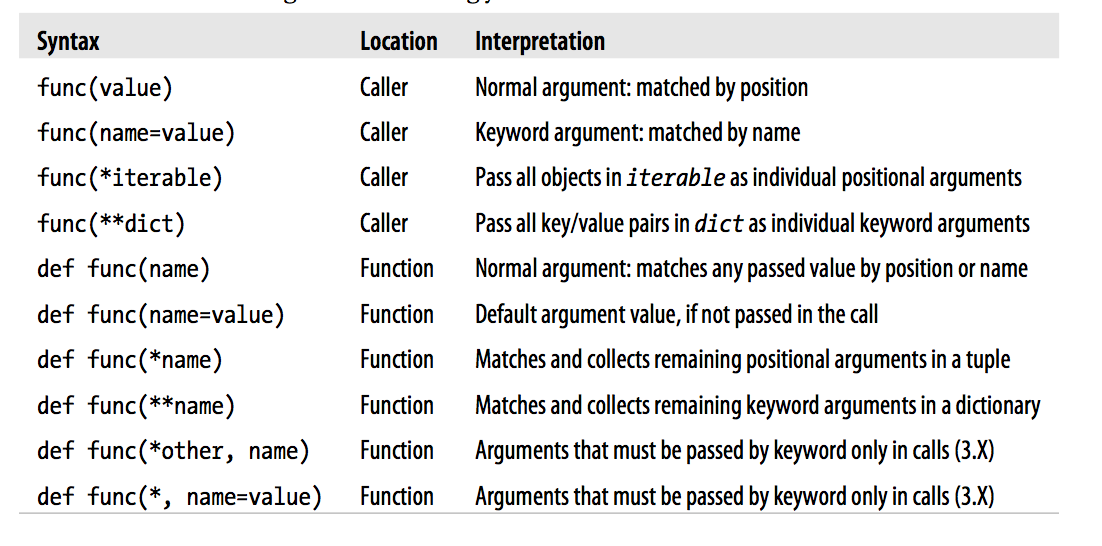 Syntax Location Interpretation
func(value) Caller Normal argument: matched by position
func(name=value) Caller Keyword argument: matched by name
func(*iterable) Caller Pass all objects in iterable as individual positional arguments
func(**dict) Caller Pass all key/value pairs in dict as individual keyword arguments
def func(name) Function Normal argument: matches any passed value by position or name
def func(name=value) Function Default argument value, if not passed in the call
def func(*name) Function Matches and collects remaining positional arguments in a tuple
def func(**name) Function Matches and collects remaining keyword arguments in a dictionary
def func(*other, name) Function Arguments that must be passed by keyword only in calls (3.X)
def func(*, name=value) Function Arguments that must be passed by keyword only in calls (3.X)